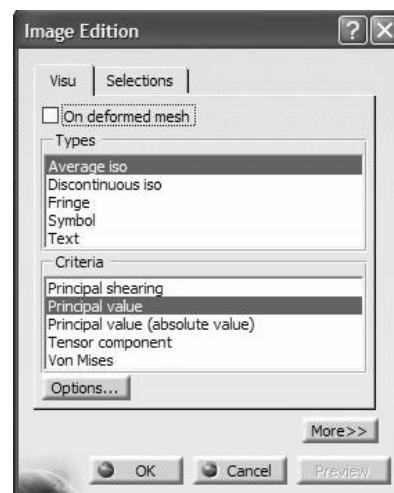 Image Edition
Visu
Selections
On deformed mesh
Types
Average iso
Discontinuous iso
Fringe
Symbol
Text
Criteria
Principal shearing
Principal value
Principal value (absolute value)
Tensor component
Von Mises
Options...
More>>
OK
Cancel
Preview